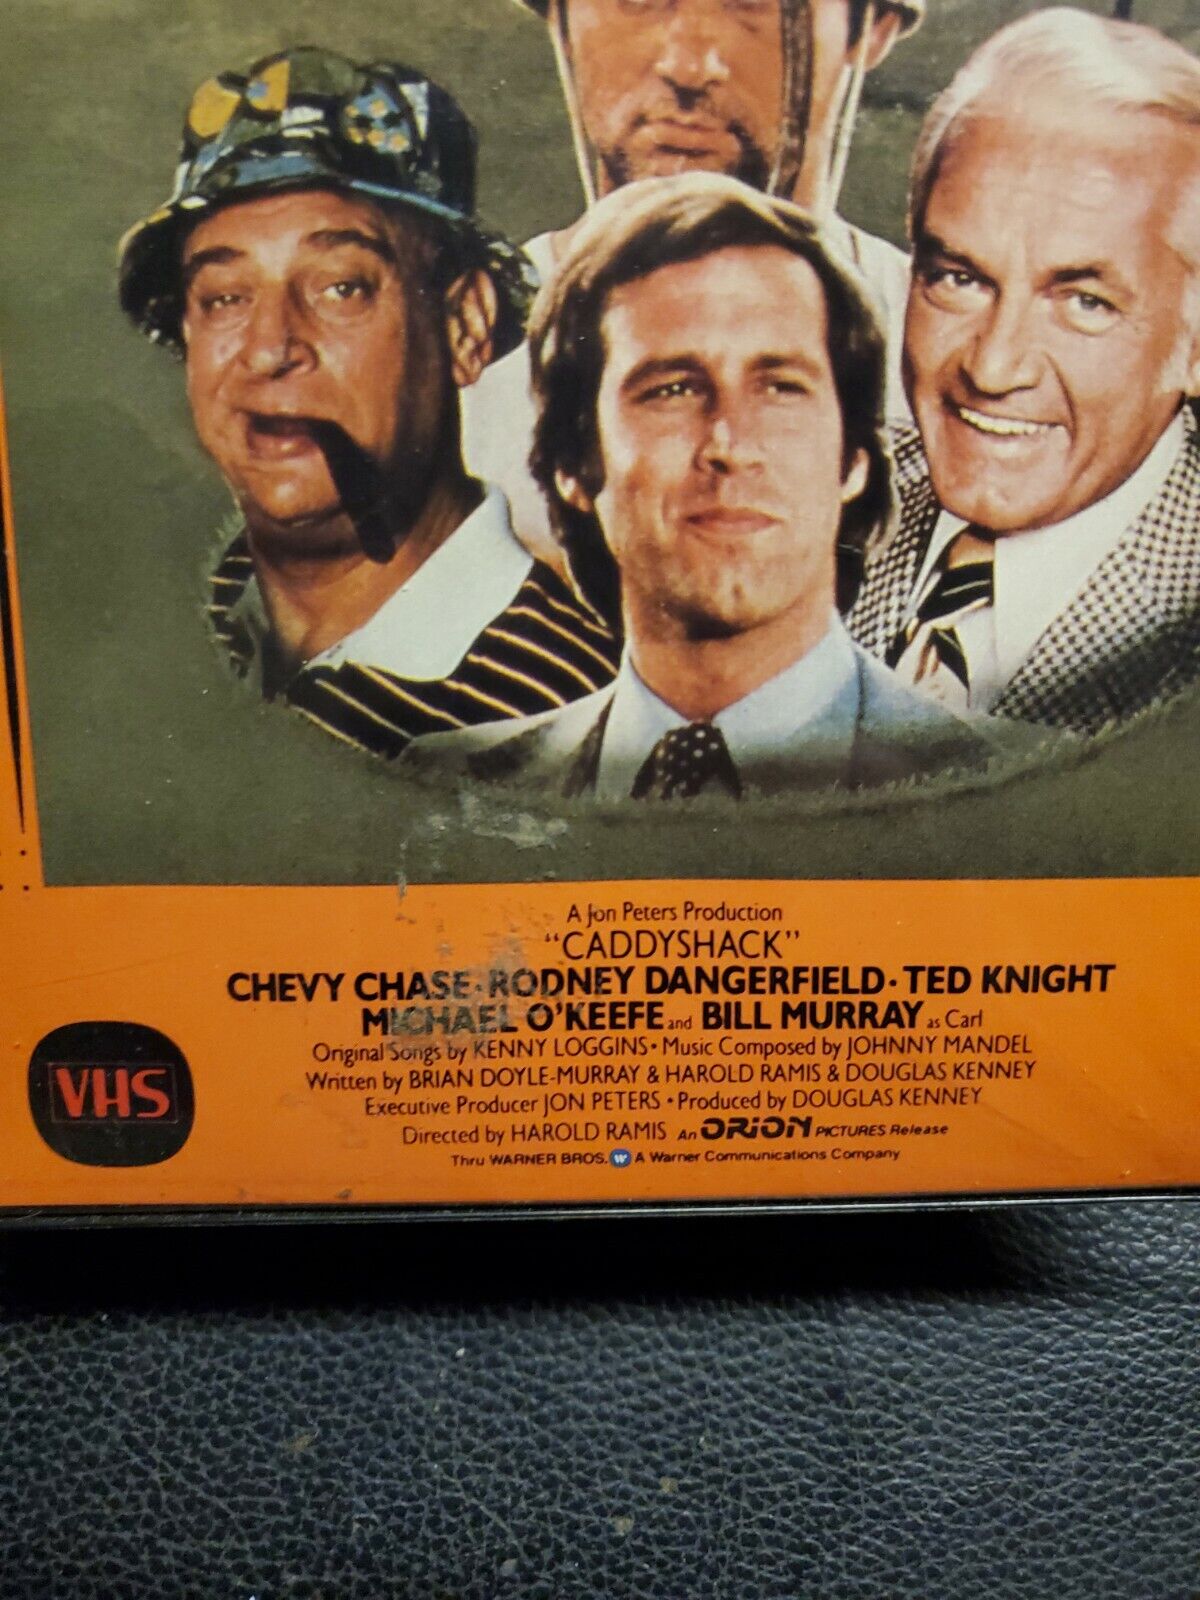 A Jon Peters Production
"CADDYSHACK"
CHEVY CHASE • RODNEY DANGERFIELD • TED KNIGHT
MICHAEL O'KEEFE and BILL MURRAY as Carl
Original Songs by KENNY LOGGINS • Music Composed by JOHNNY MANDEL
Written by BRIAN DOYLE-MURRAY & HAROLD RAMIS & DOUGLAS KENNEY
Executive Producer JON PETERS • Produced by DOUGLAS KENNEY
Directed by HAROLD RAMIS An ORION PICTURES Release
Thru WARNER BROS. W A Warner Communications Company
VHS